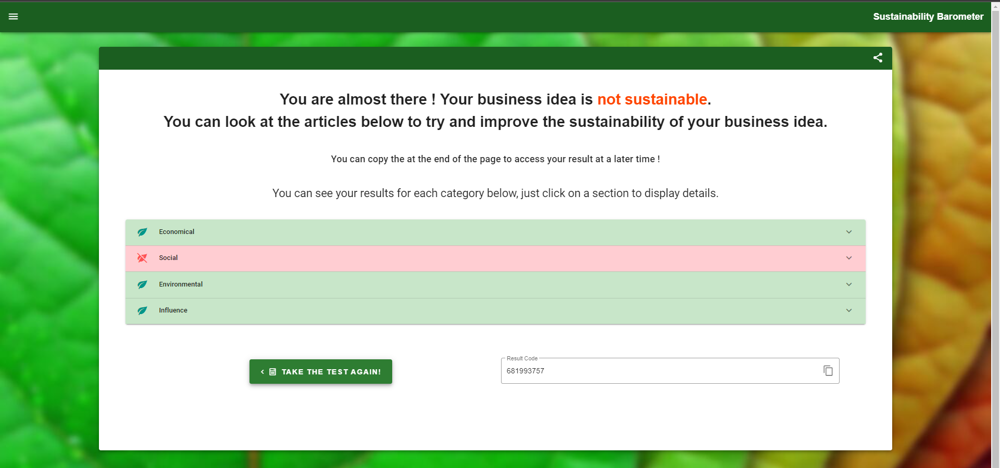 Sustainability Barometer
You are almost there ! Your business idea is not sustainable.
You can look at the articles below to try and improve the sustainability of your business idea.
You can copy the at the end of the page to access your result at a later time !
You can see your results for each category below, just click on a section to display details.
Economical
Social
Environmental
Influence
TAKE THE TEST AGAIN!
Result Code
681993757